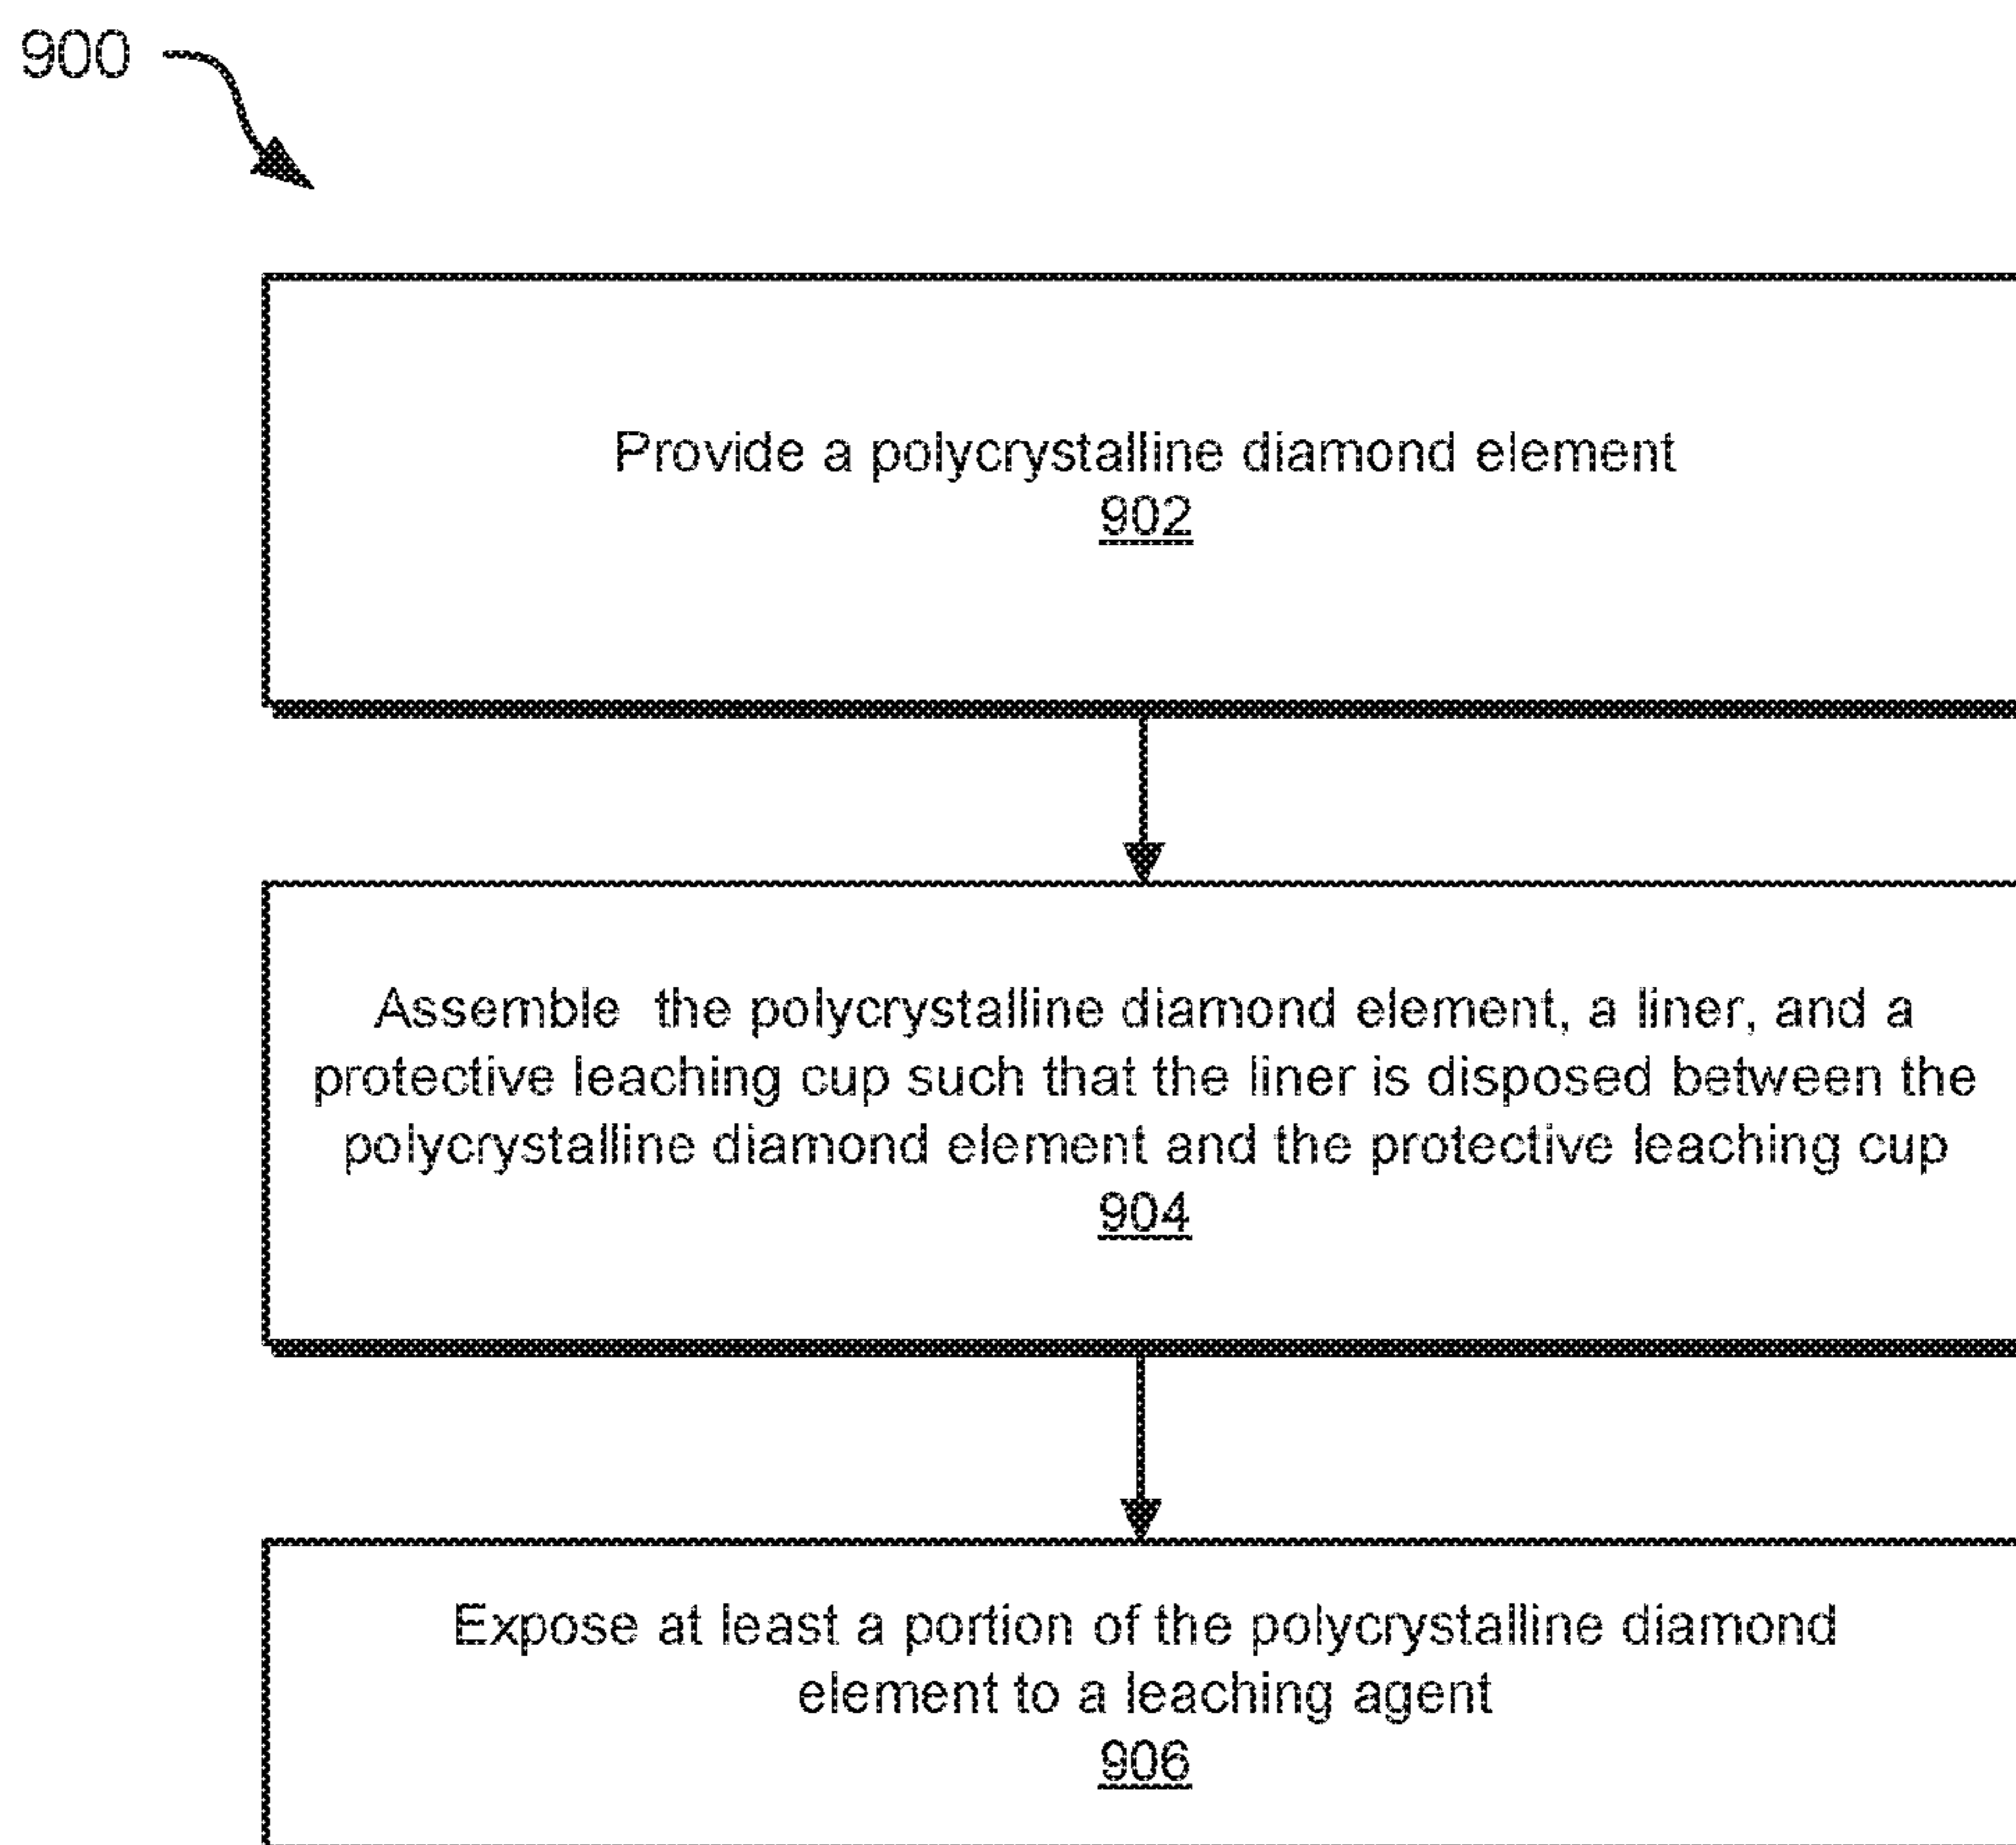 900
Provide a polycrystalline diamond element
902
Assemble  the polycrystalline diamond element, a liner, and a
protective leaching cup such that the liner is disposed between the
polycrystalline diamond element and the protective leaching cup
904
Expose at least a portion of the polycrystalline diamond
element to a leaching agent
906